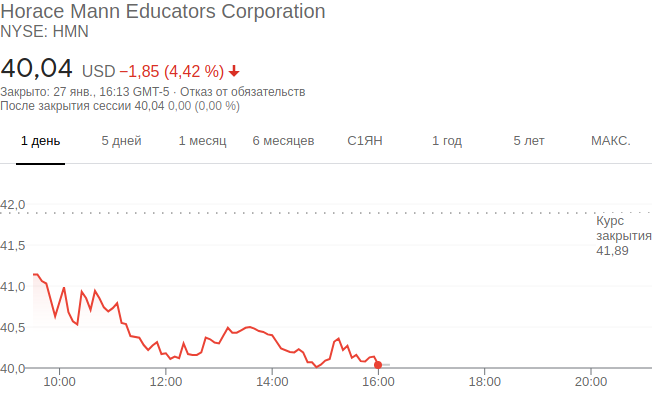 Horace Mann Educators Corporation
NYSE: HMN
40,04 USD −1,85 (4,42 %)
Закрыто: 27 янв., 16:13 GMT-5 · Отказ от обязательств
После закрытия сессии 40,04 0,00 (0,00 %)
1 день 5 дней 1 месяц 6 месяцев С1ЯН 1 год 5 лет МАКС.
42,0
Курс
закрытия
41,5
41,89
41,0
40,5
40,0
10:00 12:00 14:00 16:00 18:00 20:00